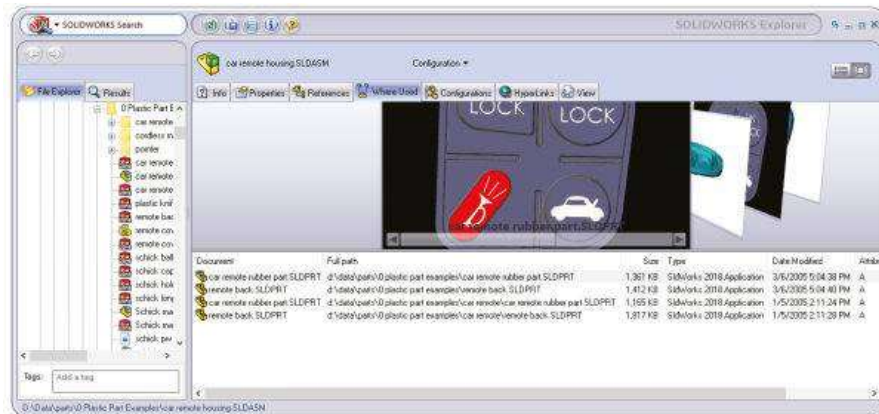 SOLIDWORKS Search
SOLIDWORKS Explorer
car remote housing.SLDASM
Configuration
File Explorer
Results
Info
Properties
References
Where Used
Configurations
HyperLinks
View
0 Plastic Part E
car remote
cordless m
pointer
car remote
car remote
car remote
plastic knif
remote bac
remote cov
remote cov
schick ball
schick cap
schick hol
schick long
Schick ma
Schick me
schick per
LOCK
LOCK
car remote rubber part.SLDPRT
Document Full path Size Type Date Modified Attrib
car remote rubber part.SLDPRT d:\data\parts\0 plastic part examples\car remote rubber part.SLDPRT 1,361 KB SldWorks 2018 Application 3/6/2005 5:04:38 PM A
remote back.SLDPRT d:\data\parts\0 plastic part examples\remote back.SLDPRT 1,412 KB SldWorks 2018 Application 3/6/2005 5:04:40 PM A
car remote rubber part.SLDPRT d:\data\parts\0 plastic part examples\car remote\car remote rubber part.SLDPRT 1,165 KB SldWorks 2018 Application 1/5/2005 2:11:24 PM A
remote back.SLDPRT d:\data\parts\0 plastic part examples\car remote\remote back.SLDPRT 1,817 KB SldWorks 2018 Application 1/5/2005 2:11:28 PM A
Tags: Add a tag
D:\Data\parts\0 Plastic Part Examples\car remote housing.SLDASM